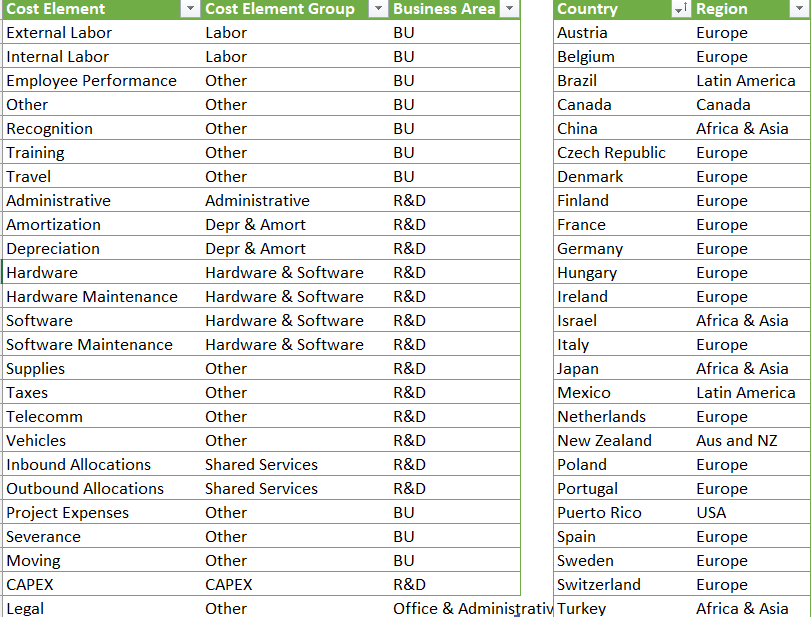 Cost Element Cost Element Group Business Area Country Region
External Labor Labor BU Austria Europe
Internal Labor Labor BU Belgium Europe
Employee Performance Other BU Brazil Latin America
Other Other BU Canada Canada
Recognition Other BU China Africa & Asia
Training Other BU Czech Republic Europe
Travel Other BU Denmark Europe
Administrative Administrative R&D Finland Europe
Amortization Depr & Amort R&D France Europe
Depreciation Depr & Amort R&D Germany Europe
Hardware Hardware & Software R&D Hungary Europe
Hardware Maintenance Hardware & Software R&D Ireland Europe
Software Hardware & Software R&D Israel Africa & Asia
Software Maintenance Hardware & Software R&D Italy Europe
Supplies Other R&D Japan Africa & Asia
Taxes Other R&D Mexico Latin America
Telecomm Other R&D Netherlands Europe
Vehicles Other R&D New Zealand Aus and NZ
Inbound Allocations Shared Services R&D Poland Europe
Outbound Allocations Shared Services R&D Portugal Europe
Project Expenses Other BU Puerto Rico USA
Severance Other BU Spain Europe
Moving Other BU Sweden Europe
CAPEX CAPEX R&D Switzerland Europe
Legal Other Office & Administrativ Turkey Africa & Asia